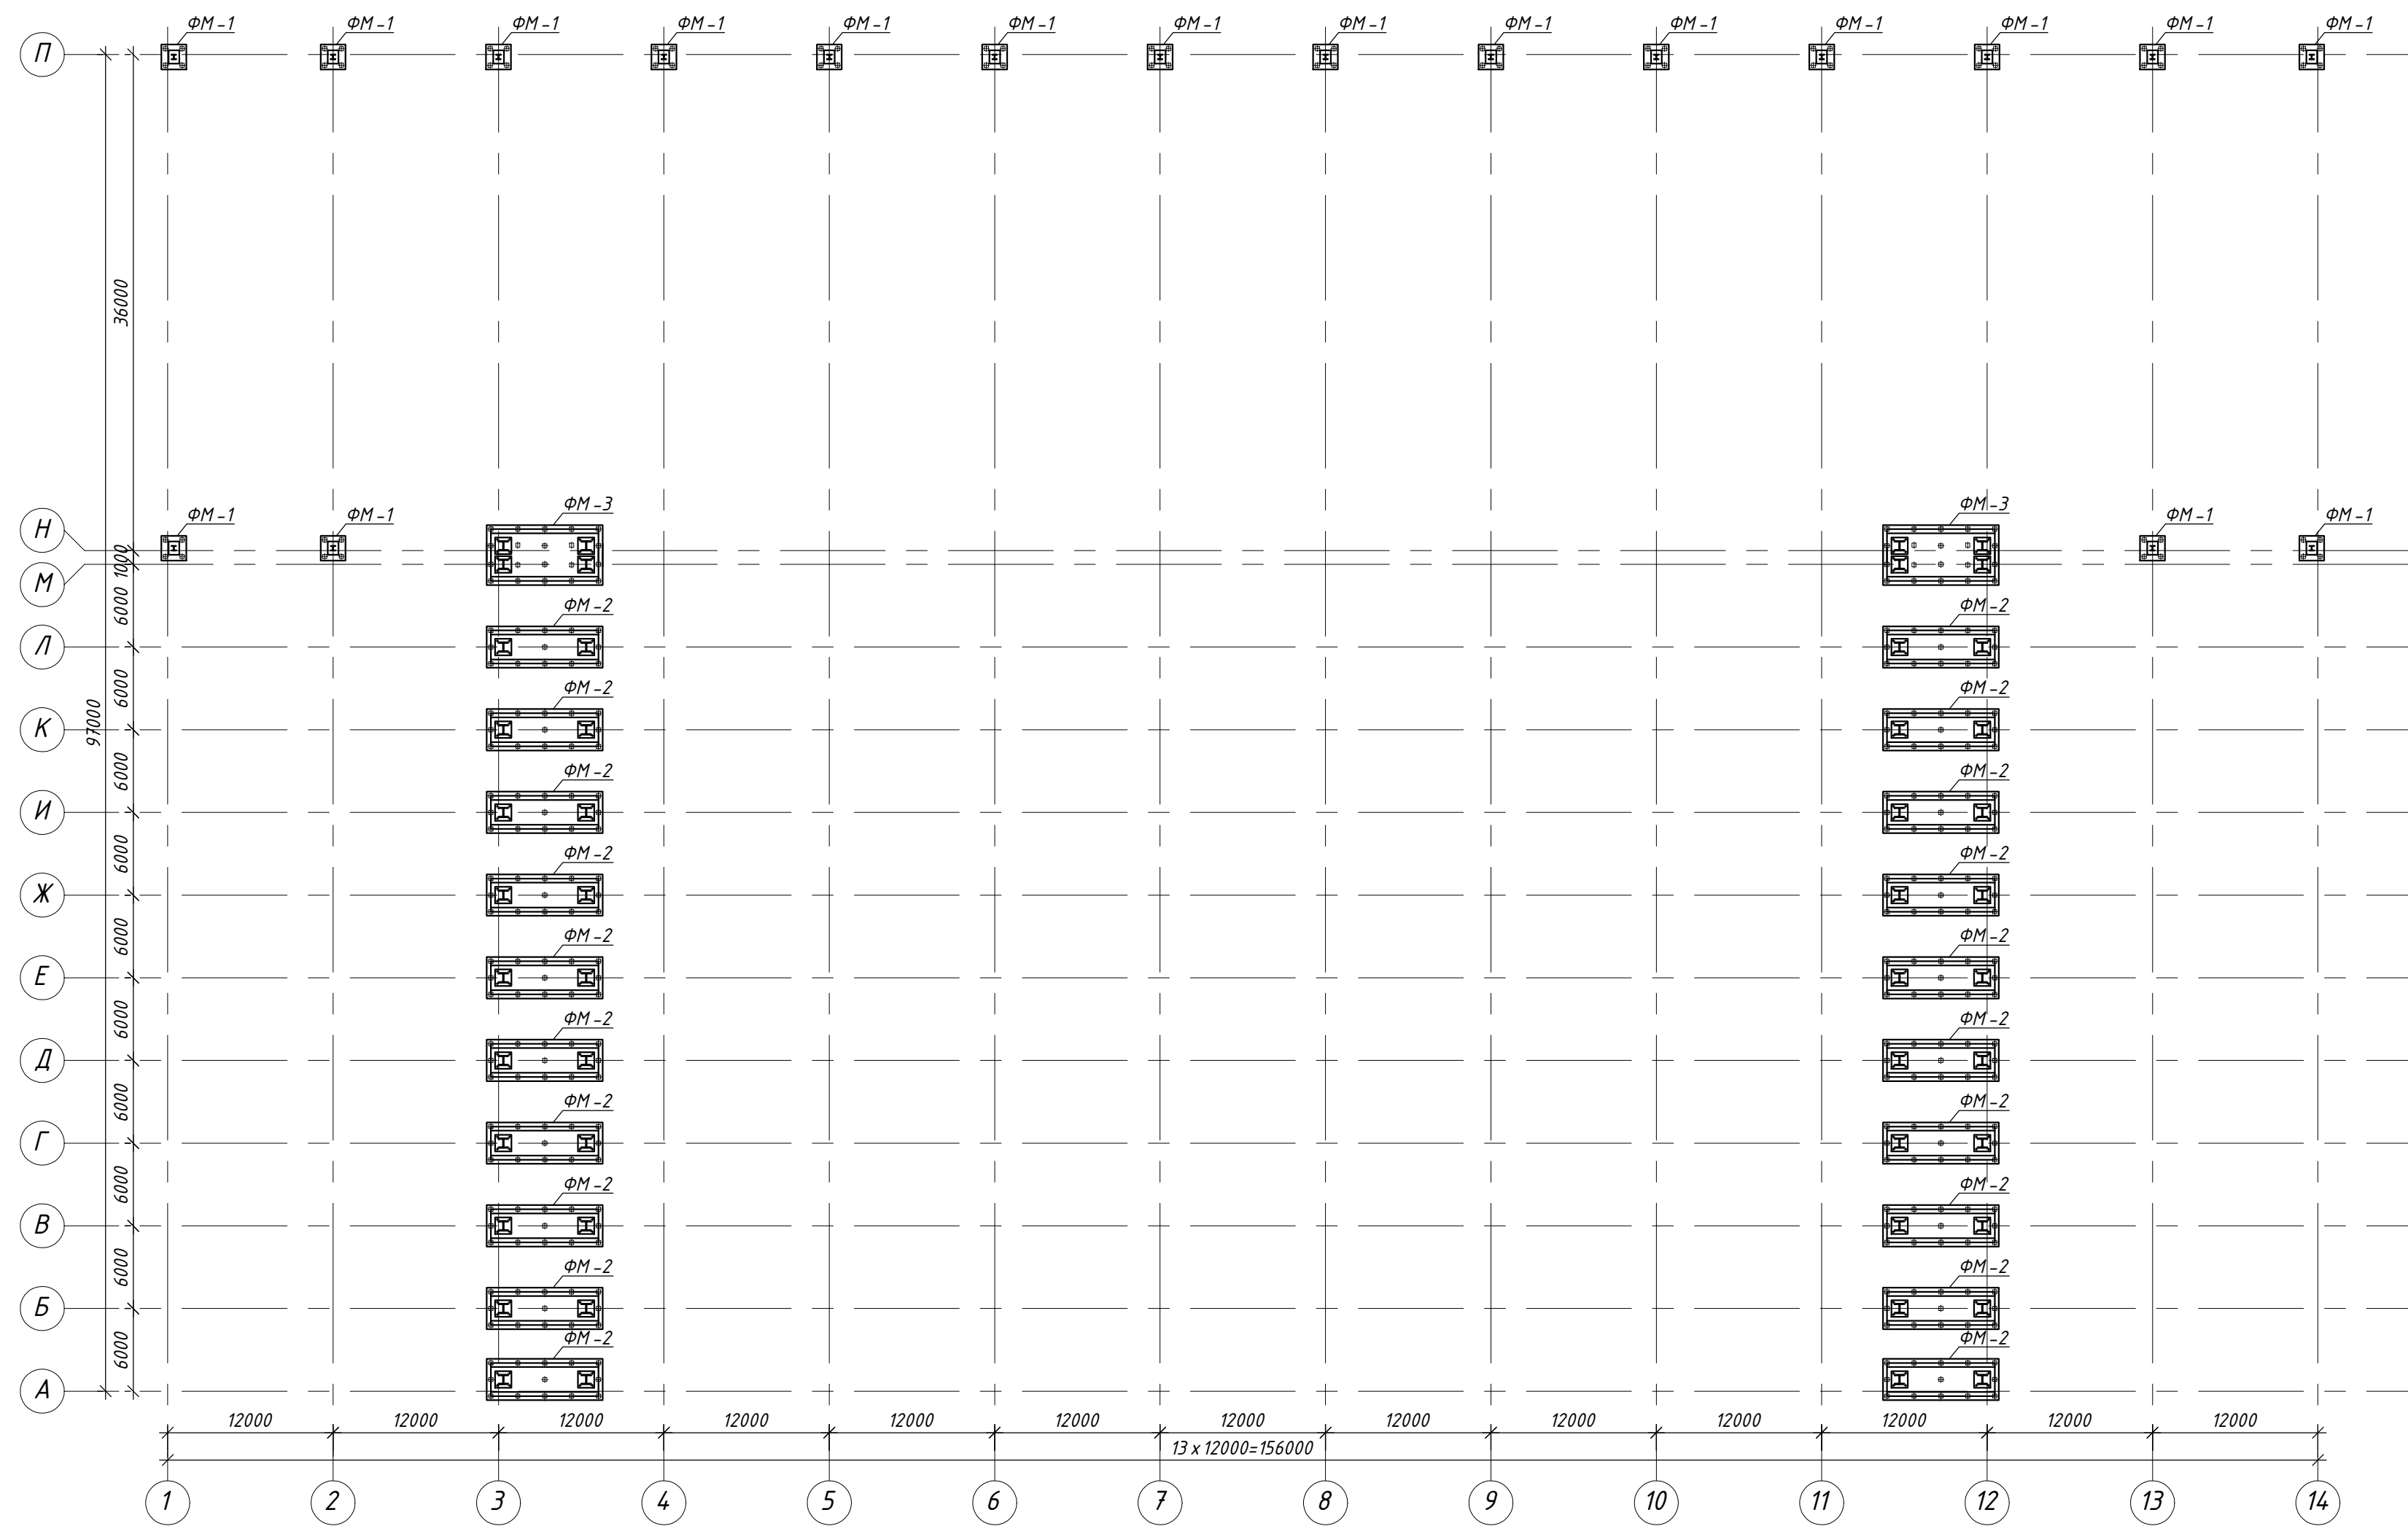 ФМ-1 ФМ-1 ФМ-1 ФМ-1 ФМ-1 ФМ-1 ФМ-1 ФМ-1 ФМ-1 ФМ-1 ФМ-1 ФМ-1 ФМ-1 ФМ-1
П
36000
ФМ-1 ФМ-1 ФМ-3 ФМ-3 ФМ-1 ФМ-1
Н
1000
М
6000 ФМ-2 ФМ-2
Л
6000 ФМ-2 ФМ-2
97000
К
6000 ФМ-2 ФМ-2
И
6000 ФМ-2 ФМ-2
Ж
6000 ФМ-2 ФМ-2
Е
6000 ФМ-2 ФМ-2
Д
6000 ФМ-2 ФМ-2
Г
6000 ФМ-2 ФМ-2
В
6000 ФМ-2 ФМ-2
Б
6000 ФМ-2 ФМ-2
А
12000 12000 12000 12000 12000 12000 12000 12000 12000 12000 12000 12000 12000
13 х 12000=156000
1 2 3 4 5 6 7 8 9 10 11 12 13 14